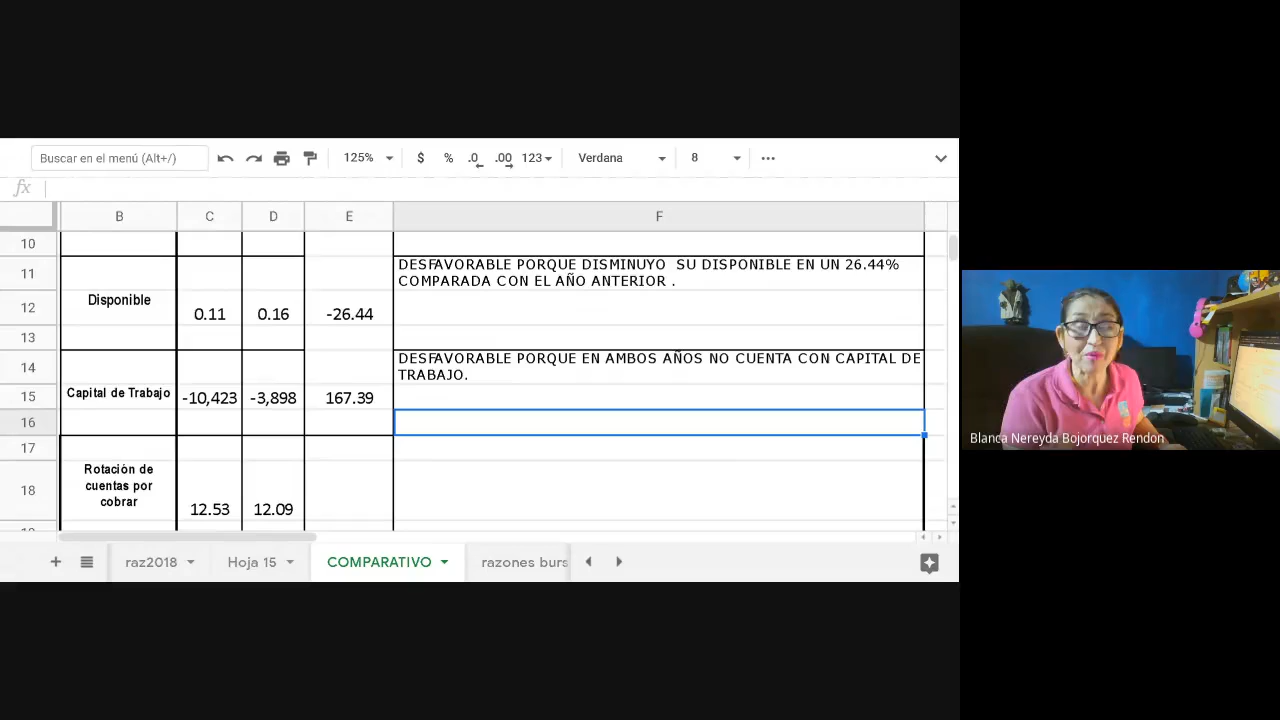 Buscar en el menú (Alt+/)
125%
$ % .0 .00 123
Verdana
8
fx
B C D E F
10
11
DESFAVORABLE PORQUE DISMINUYO SU DISPONIBLE EN UN 26.44%
COMPARADA CON EL AÑO ANTERIOR .
12
Disponible
0.11 0.16 -26.44
13
14
DESFAVORABLE PORQUE EN AMBOS AÑOS NO CUENTA CON CAPITAL DE
TRABAJO.
15
Capital de Trabajo
-10,423 -3,898 167.39
16
17
18
Rotación de
cuentas por
cobrar
12.53 12.09
raz2018 Hoja 15 COMPARATIVO razones burs
Blanca Nereyda Bojorquez Rendon